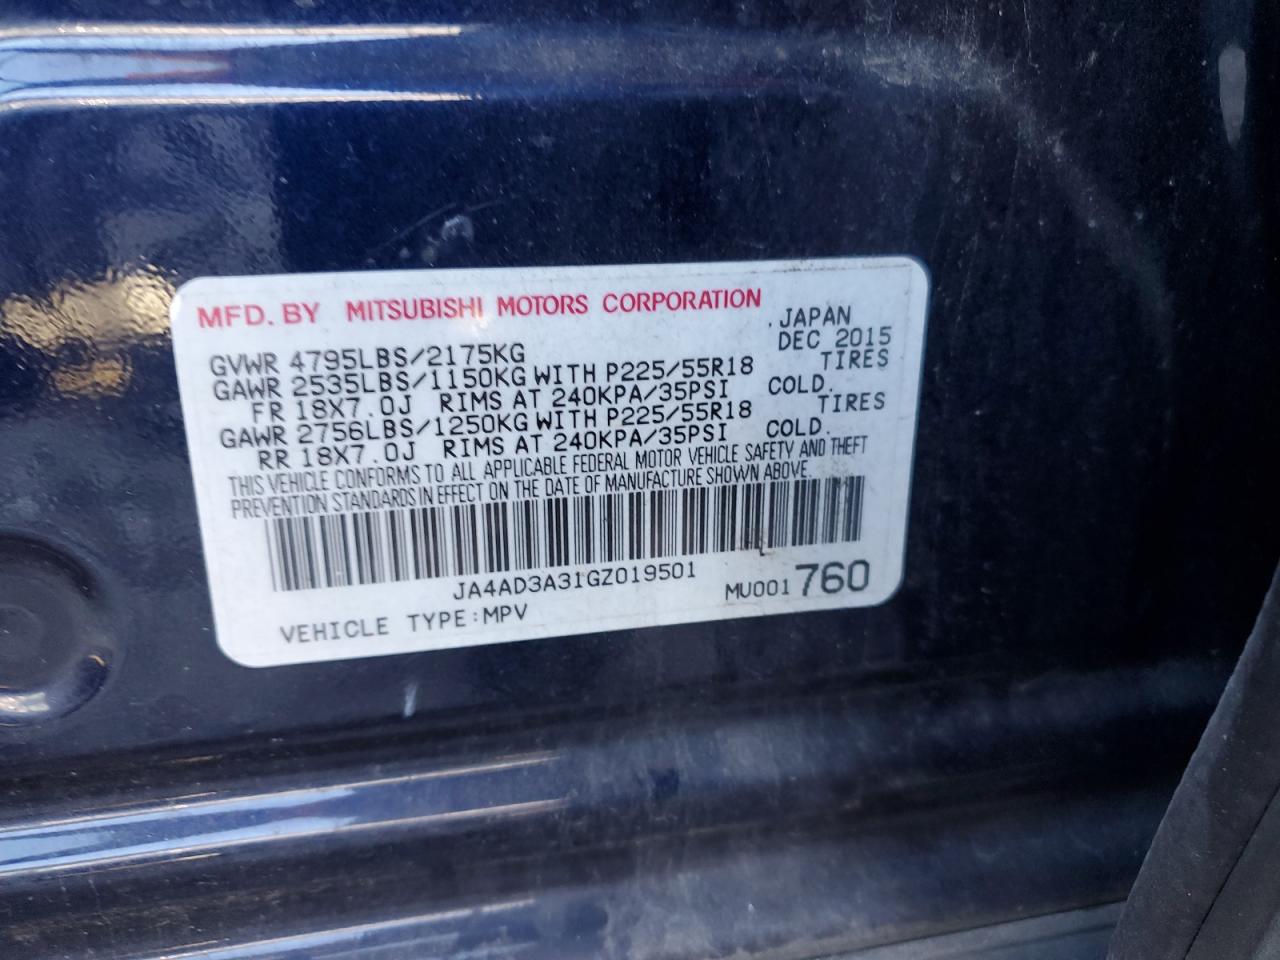 MFD. BY MITSUBISHI MOTORS CORPORATION
JAPAN
GVWR 4795LBS/2175KG DEC 2015
GAWR 2535LBS/1150KG WITH P225/55R18 TIRES
FR 18X7.0J RIMS AT 240KPA/35PSI COLD.
GAWR 2756LBS/1250KG WITH P225/55R18 TIRES
RR 18X7.0J RIMS AT 240KPA/35PSI COLD.
THIS VEHICLE CONFORMS TO ALL APPLICABLE FEDERAL MOTOR VEHICLE SAFETY AND THEFT
PREVENTION STANDARDS IN EFFECT ON THE DATE OF MANUFACTURE SHOWN ABOVE.
JA4AD3A31GZ019501
MU001 760
VEHICLE TYPE:MPV